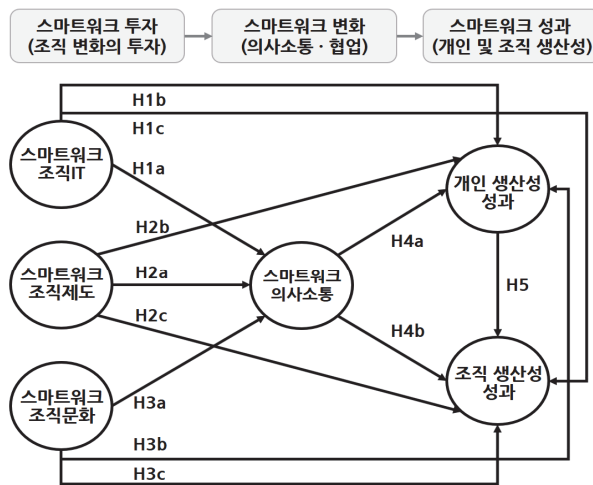 스마트워크 투자
(조직 변화의 투자)
스마트워크 변화
(의사소통 · 협업)
스마트워크 성과
(개인 및 조직 생산성)
H1b
H1c
스마트워크
조직IT
H1a
개인 생산성
성과
H2b
H4a
스마트워크
조직제도
H2a
스마트워크
의사소통
H5
H2c
H4b
스마트워크
조직문화
H3a
조직 생산성
성과
H3b
H3c